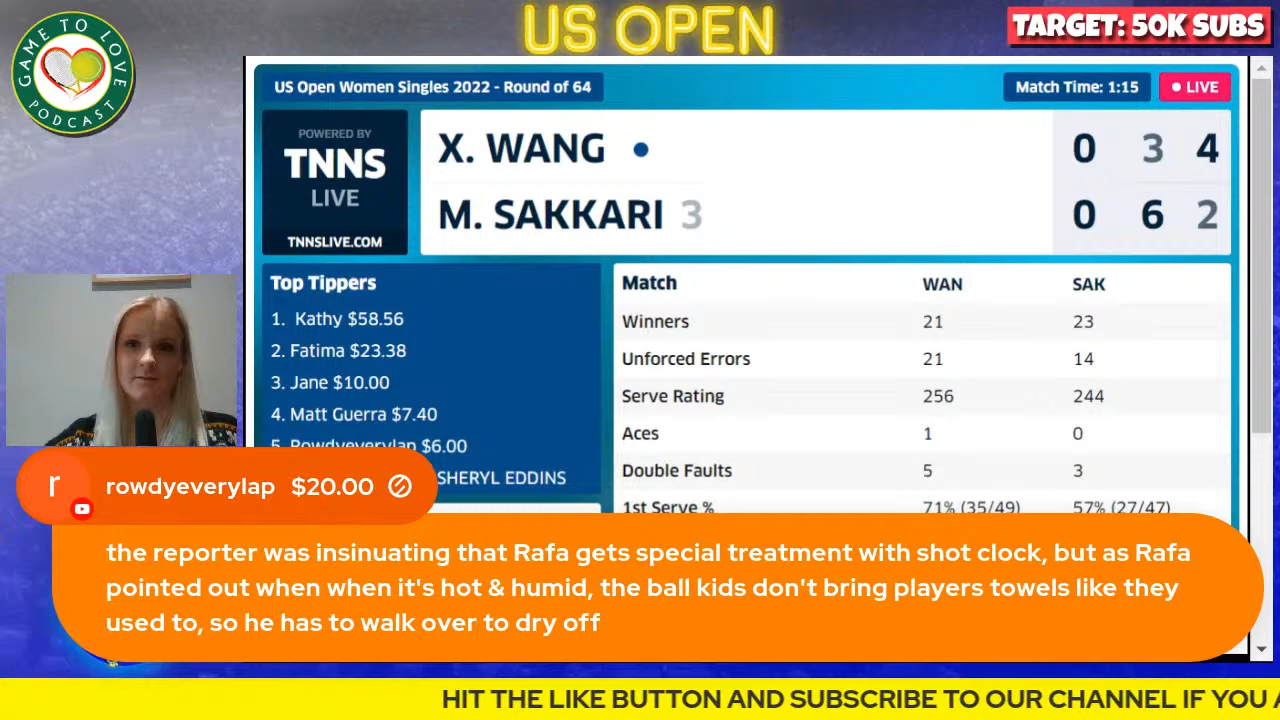 US OPEN
TARGET: 50K SUBS
GAME TO LOVE
PODCAST
US Open Women Singles 2022 - Round of 64
Match Time: 1:15
LIVE
POWERED BY
TNNS
LIVE
TNNSLIVE.COM
X. WANG 0 3 4
M. SAKKARI 3 0 6 2
Top Tippers
1. Kathy $58.56
2. Fatima $23.38
3. Jane $10.00
4. Matt Guerra $7.40
5. Rowdyeverylap $6.00
SHERYL EDDINS
Match WAN SAK
Winners 21 23
Unforced Errors 21 14
Serve Rating 256 244
Aces 1 0
Double Faults 5 3
1st Serve % 71% (35/49) 57% (27/47)
r
rowdyeverylap $20.00
the reporter was insinuating that Rafa gets special treatment with shot clock, but as Rafa
pointed out when when it's hot & humid, the ball kids don't bring players towels like they
used to, so he has to walk over to dry off
HIT THE LIKE BUTTON AND SUBSCRIBE TO OUR CHANNEL IF YOU A